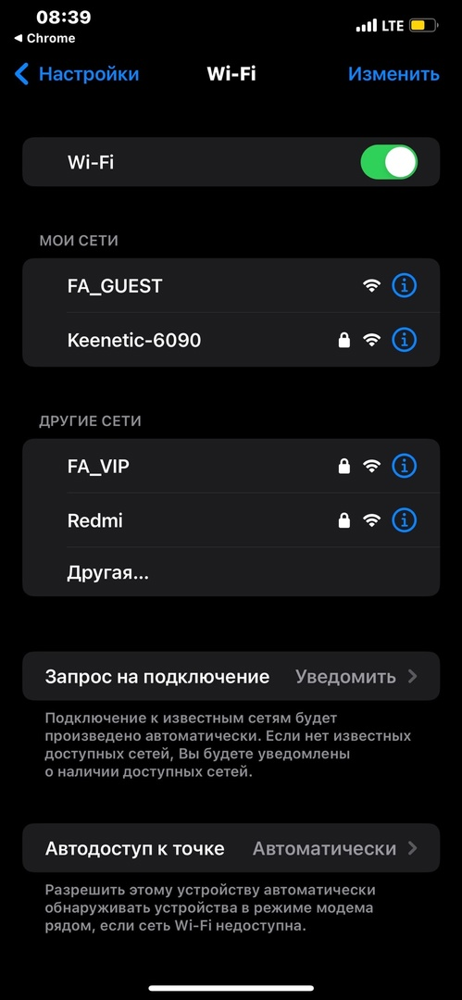 08:39
LTE
◀ Chrome
Настройки
Wi-Fi
Изменить
Wi-Fi
МОИ СЕТИ
FA_GUEST
Keenetic-6090
ДРУГИЕ СЕТИ
FA_VIP
Redmi
Другая...
Запрос на подключение Уведомить
Подключение к известным сетям будет
произведено автоматически. Если нет известных
доступных сетей, Вы будете уведомлены
о наличии доступных сетей.
Автодоступ к точке Автоматически
Разрешить этому устройству автоматически
обнаруживать устройства в режиме модема
рядом, если сеть Wi-Fi недоступна.